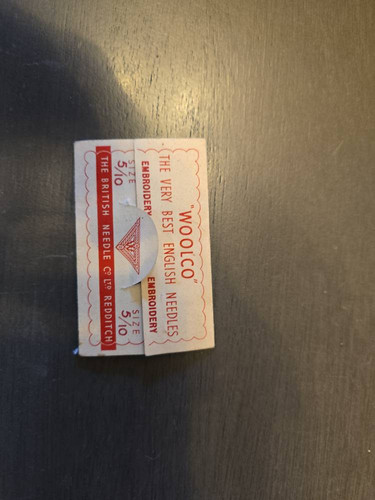 "WOOLCO"
THE VERY BEST ENGLISH NEEDLES
EMBROIDERY EMBROIDERY
SIZE SIZE
5/10 5/10
(THE BRITISH NEEDLE Co LTD REDDITCH)